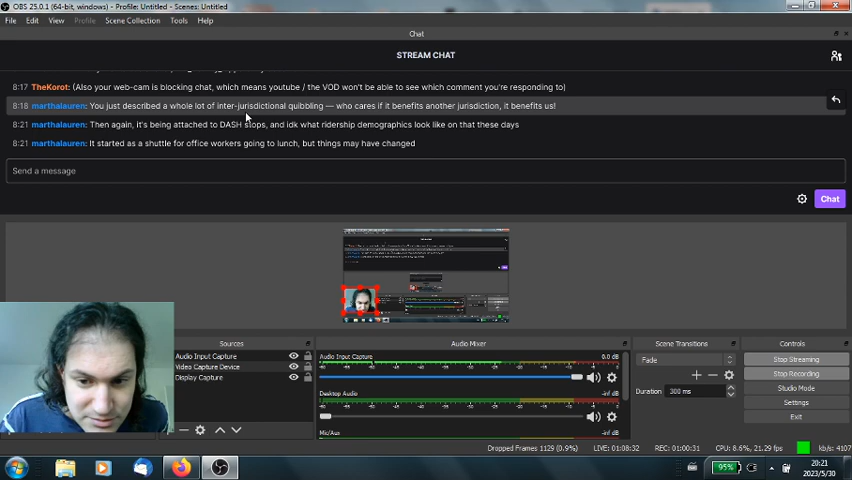 OBS 25.0.1 (64-bit, windows) - Profile: Untitled - Scenes: Untitled
File Edit View Profile Scene Collection Tools Help
Chat
STREAM CHAT
8:17 TheKorot: (Also your web-cam is blocking chat, which means youtube / the VOD won't be able to see which comment you're responding to)
8:18 marthalauren: You just described a whole lot of inter-jurisdictional quibbling — who cares if it benefits another jurisdiction, it benefits us!
8:21 marthalauren: Then again, it's being attached to DASH stops, and idk what ridership demographics look like on that these days
8:21 marthalauren: It started as a shuttle for office workers going to lunch, but things may have changed
Send a message
Chat
Sources Audio Mixer Scene Transitions Controls
Audio Input Capture
Video Capture Device
Display Capture
Audio Input Capture 0.0 dB
Desktop Audio -inf dB
Mic/Aux -inf dB
Fade
Duration 300 ms
Stop Streaming
Stop Recording
Studio Mode
Settings
Exit
Dropped Frames 1129 (0.9%) LIVE: 01:08:32 REC: 01:00:31 CPU: 8.6%, 21.29 fps kb/s: 4107
95%
20:21
2023/5/30